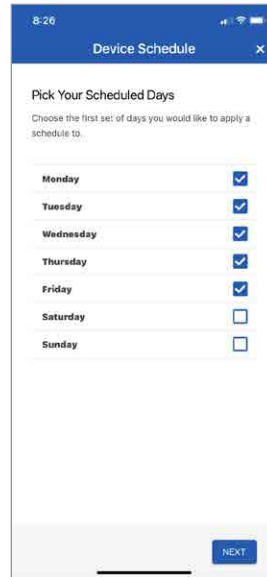 8:26
Device Schedule ×
Pick Your Scheduled Days
Choose the first set of days you would like to apply a
schedule to.
Monday
Tuesday
Wednesday
Thursday
Friday
Saturday
Sunday
NEXT